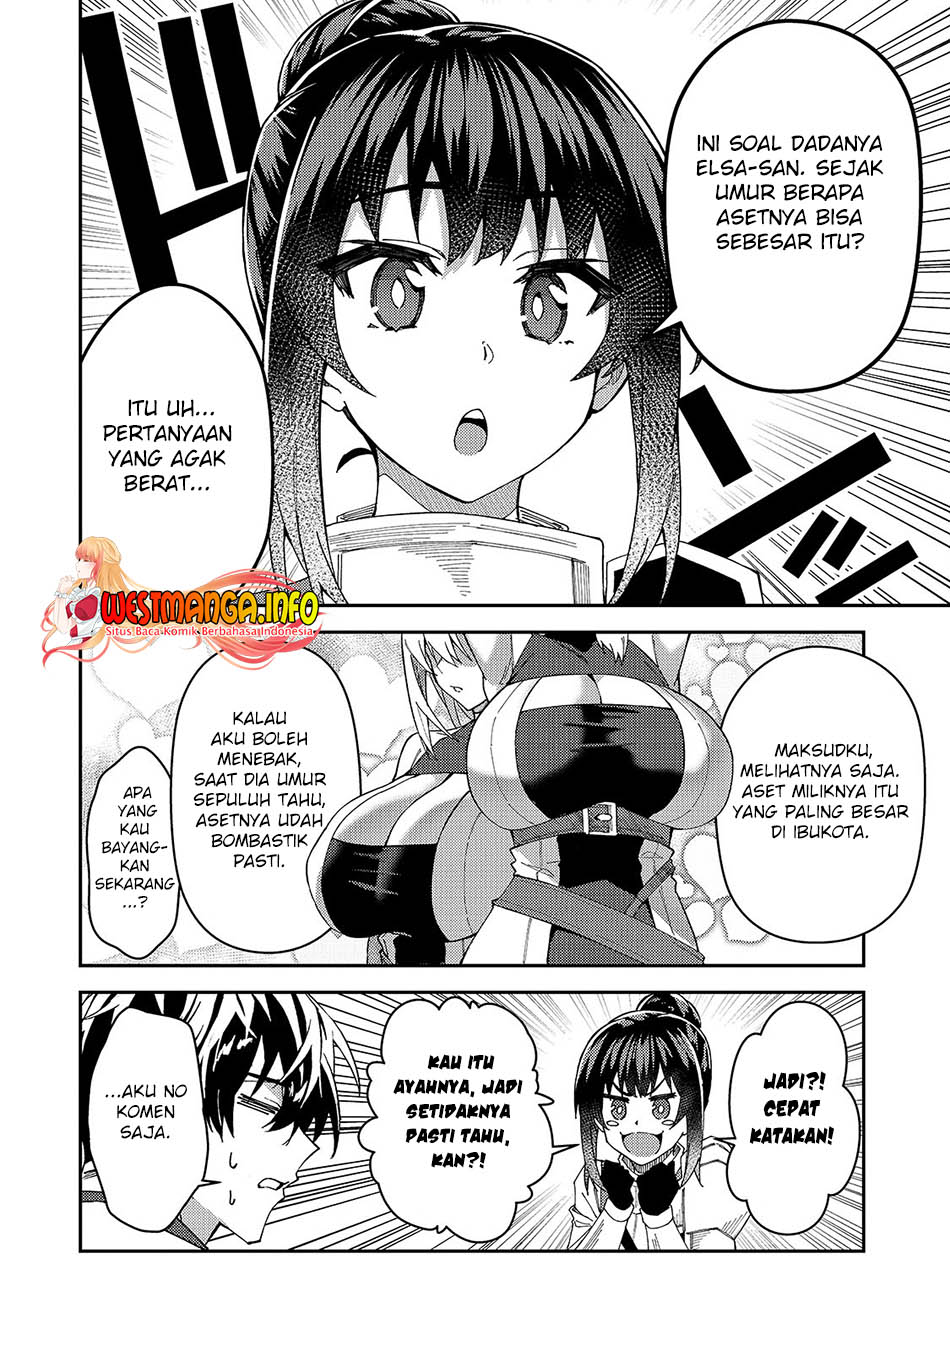 INI SOAL DADANYA
ELSA-SAN. SEJAK
UMUR BERAPA
ASETNYA BISA
SEBESAR ITU?
ITU UH...
PERTANYAAN
YANG AGAK
BERAT...
WESTMANGA.INFO
Situs Baca Komik Berbahasa Indonesia
MAKSUDKU,
MELIHATNYA SAJA.
ASET MILIKNYA ITU
YANG PALING BESAR
DI IBUKOTA.
KALAU
AKU BOLEH
MENEBAK,
SAAT DIA UMUR
SEPULUH TAHU,
ASETNYA UDAH
BOMBASTIK
PASTI.
APA
YANG
KAU
BAYANG-
KAN
SEKARANG
...?
JADI?!
CEPAT
KATAKAN!
KAU ITU
AYAHNYA, JADI
SETIDAKNYA
PASTI TAHU,
KAN?!
...AKU NO
KOMEN
SAJA.